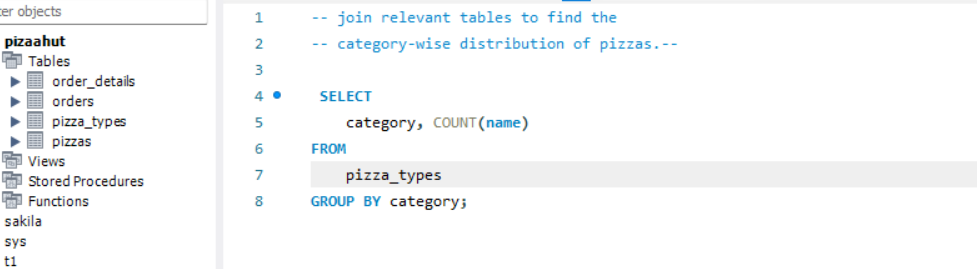 er objects
pizaahut
Tables
order_details
orders
pizza_types
pizzas
Views
Stored Procedures
Functions
sakila
sys
t1
1 -- join relevant tables to find the
2 -- category-wise distribution of pizzas.--
3
4 SELECT
5 category, COUNT(name)
6 FROM
7 pizza_types
8 GROUP BY category;